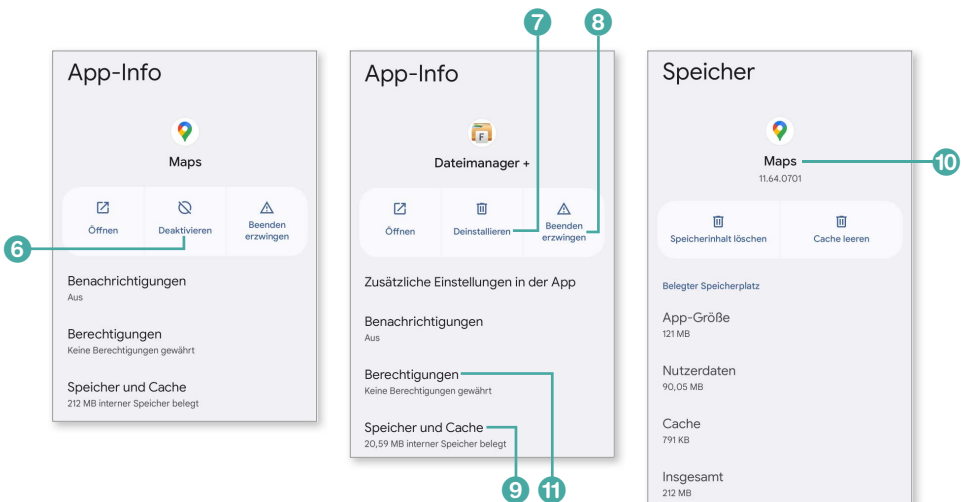 7
8
App-Info
Maps
Öffnen
Deaktivieren
Beenden
erzwingen
6
Benachrichtigungen
Aus
Berechtigungen
Keine Berechtigungen gewährt
Speicher und Cache
212 MB interner Speicher belegt
App-Info
F
Dateimanager +
Öffnen
Deinstallieren
Beenden
erzwingen
Zusätzliche Einstellungen in der App
Benachrichtigungen
Aus
Berechtigungen
Keine Berechtigungen gewährt
Speicher und Cache
20,59 MB interner Speicher belegt
9
11
Speicher
Maps
10
11.64.0701
Speicherinhalt löschen
Cache leeren
Belegter Speicherplatz
App-Größe
121 MB
Nutzerdaten
90,05 MB
Cache
791 KB
Insgesamt
212 MB